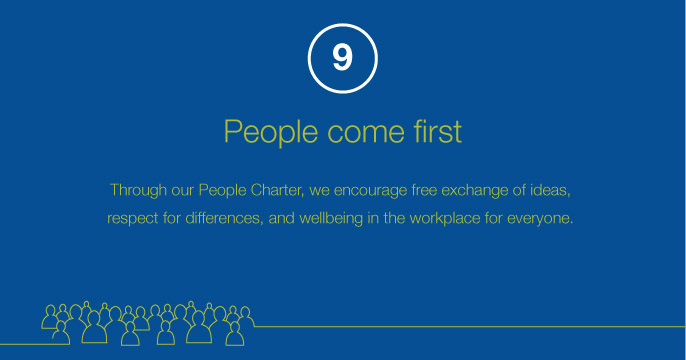 9
People come first
Through our People Charter, we encourage free exchange of ideas,
respect for differences, and wellbeing in the workplace for everyone.